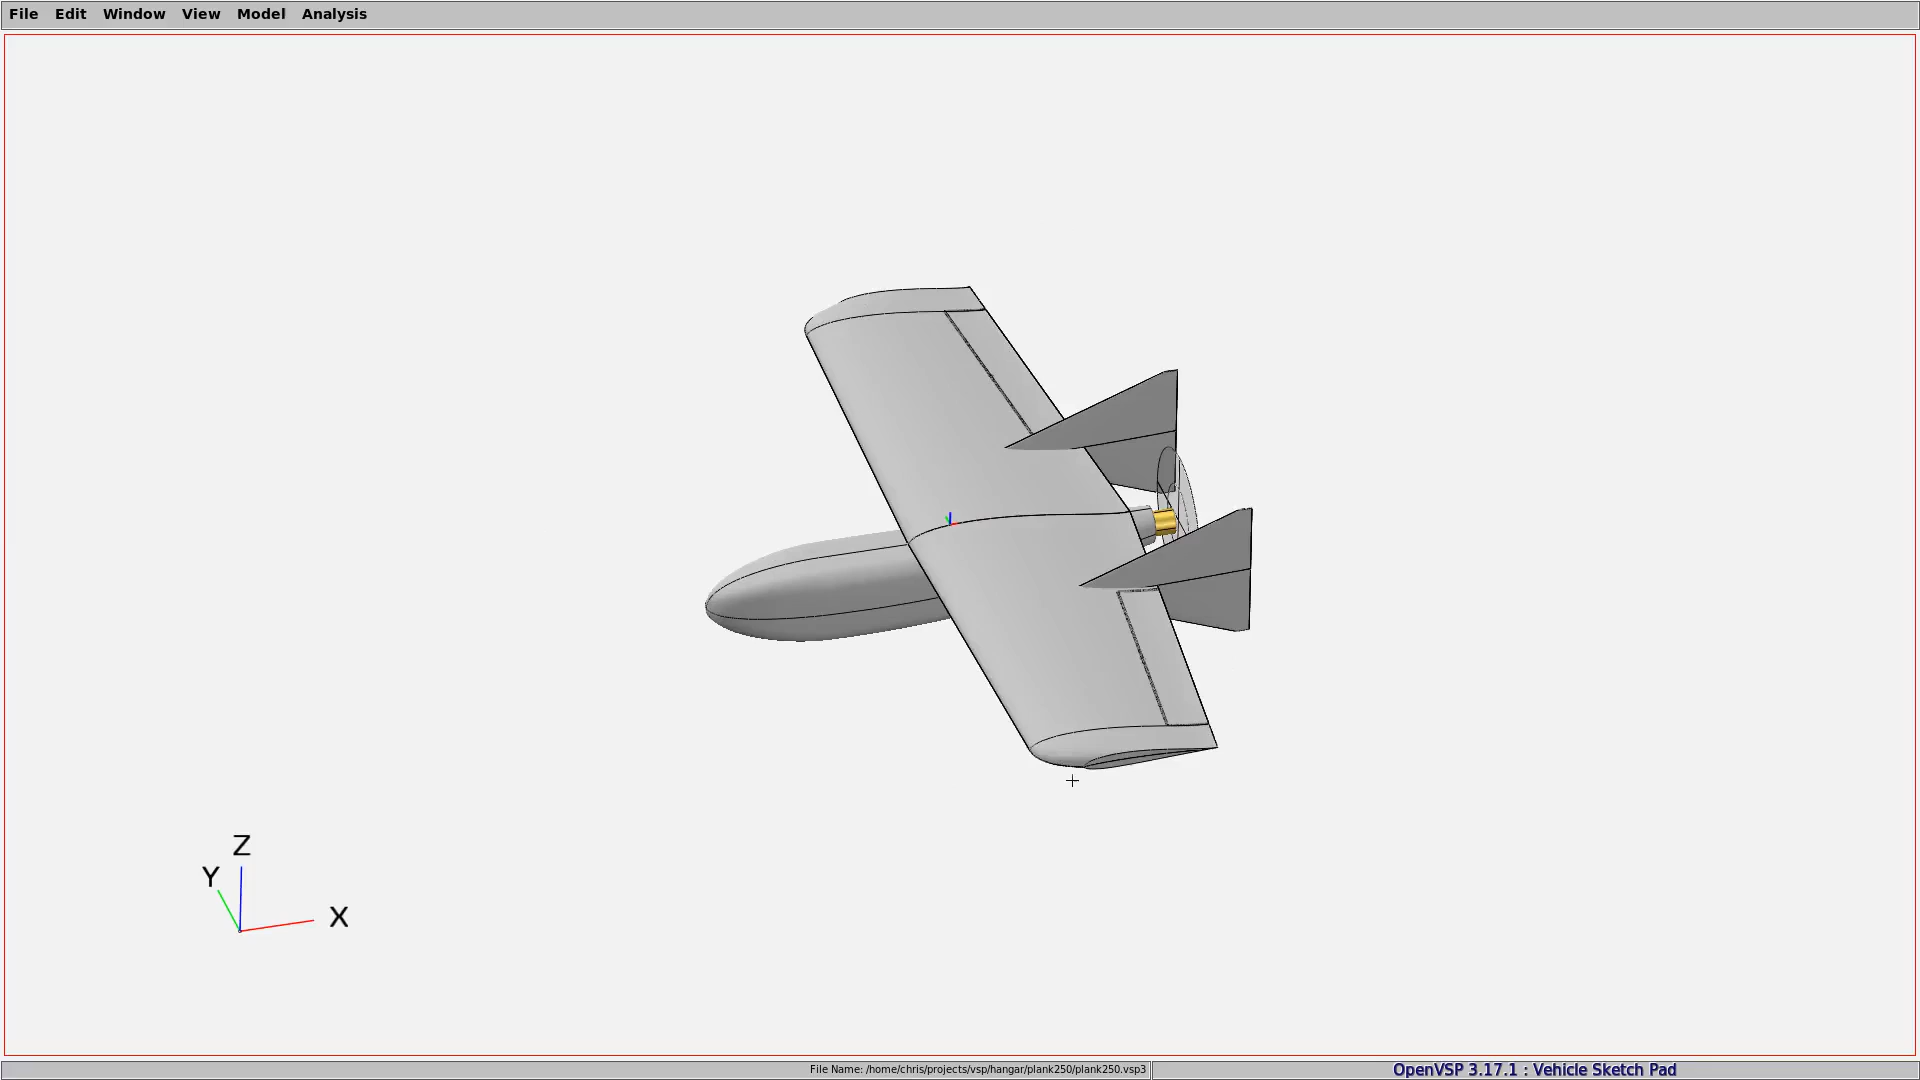 File Edit Window View Model Analysis
Z
Y
X
File Name: /home/chris/projects/vsp/hangar/plank250/plank250.vsp3
OpenVSP 3.17.1 : Vehicle Sketch Pad